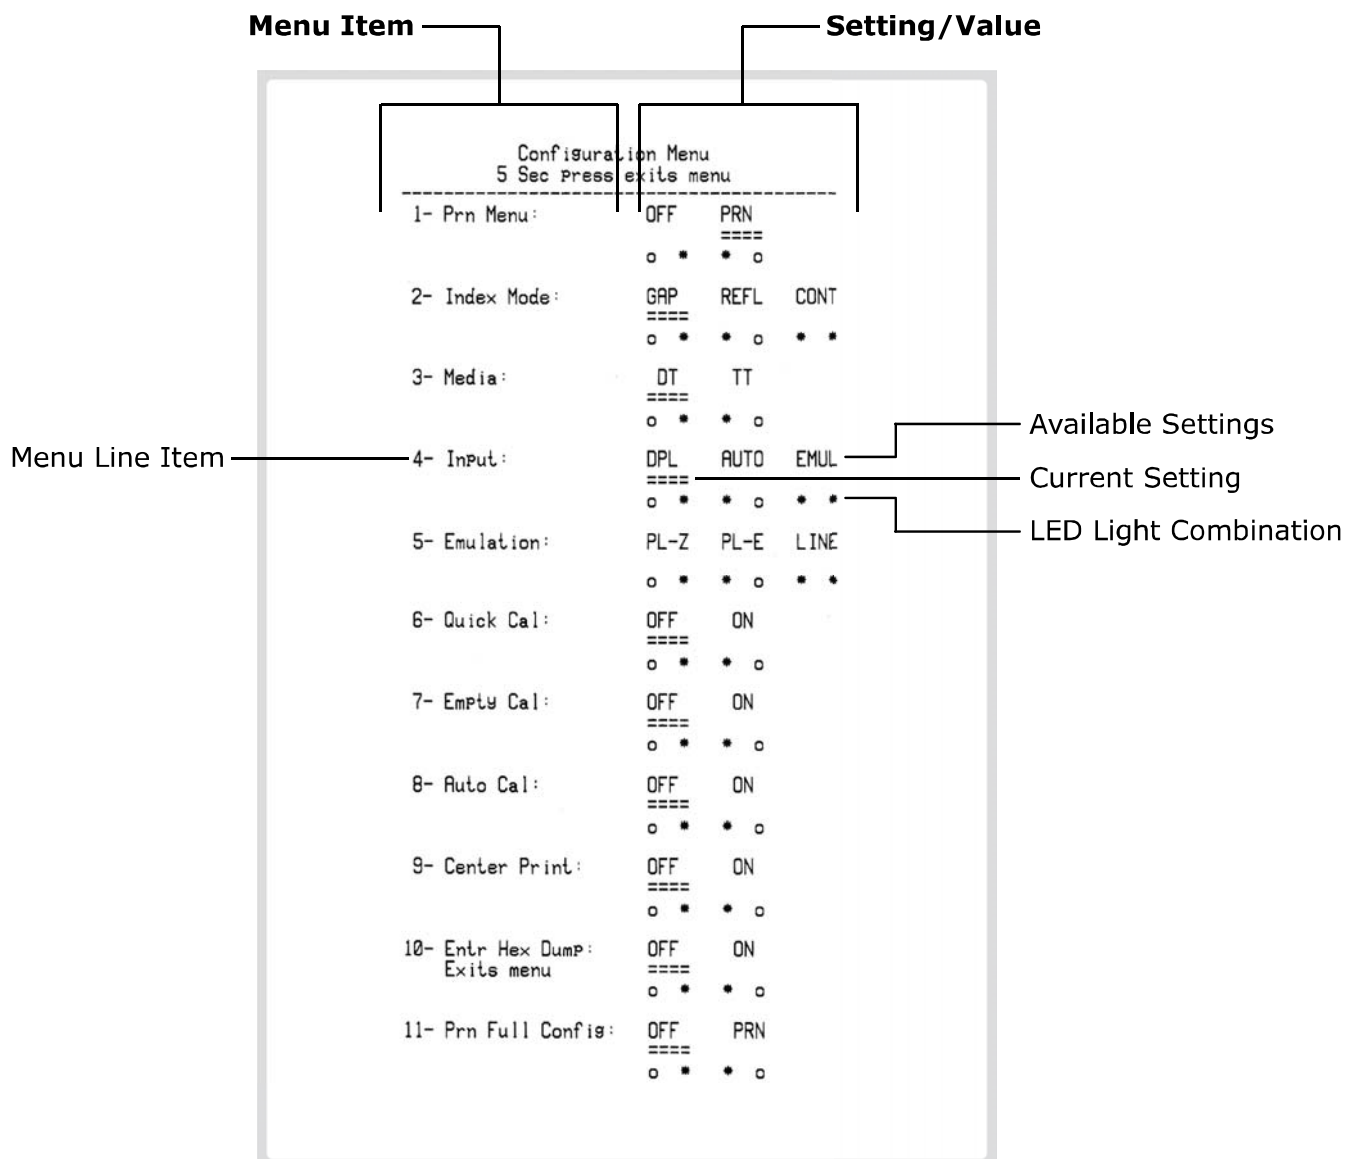 Menu Item Setting/Value
Configuration Menu
5 Sec Press exits menu
--------------------------------------
1- Prn Menu: OFF PRN
====
o * * o
2- Index Mode: GAP REFL CONT
====
o * * o * *
3- Media: DT TT
====
o * * o
Available Settings
Menu Line Item 4- Input: DPL AUTO EMUL
==== Current Setting
o * * o * * LED Light Combination
5- Emulation: PL-Z PL-E LINE
o * * o * *
6- Quick Cal: OFF ON
====
o * * o
7- Empty Cal: OFF ON
====
o * * o
8- Auto Cal: OFF ON
====
o * * o
9- Center Print: OFF ON
====
o * * o
10- Entr Hex Dump: OFF ON
Exits menu ====
o * * o
11- Prn Full Config: OFF PRN
====
o * * o